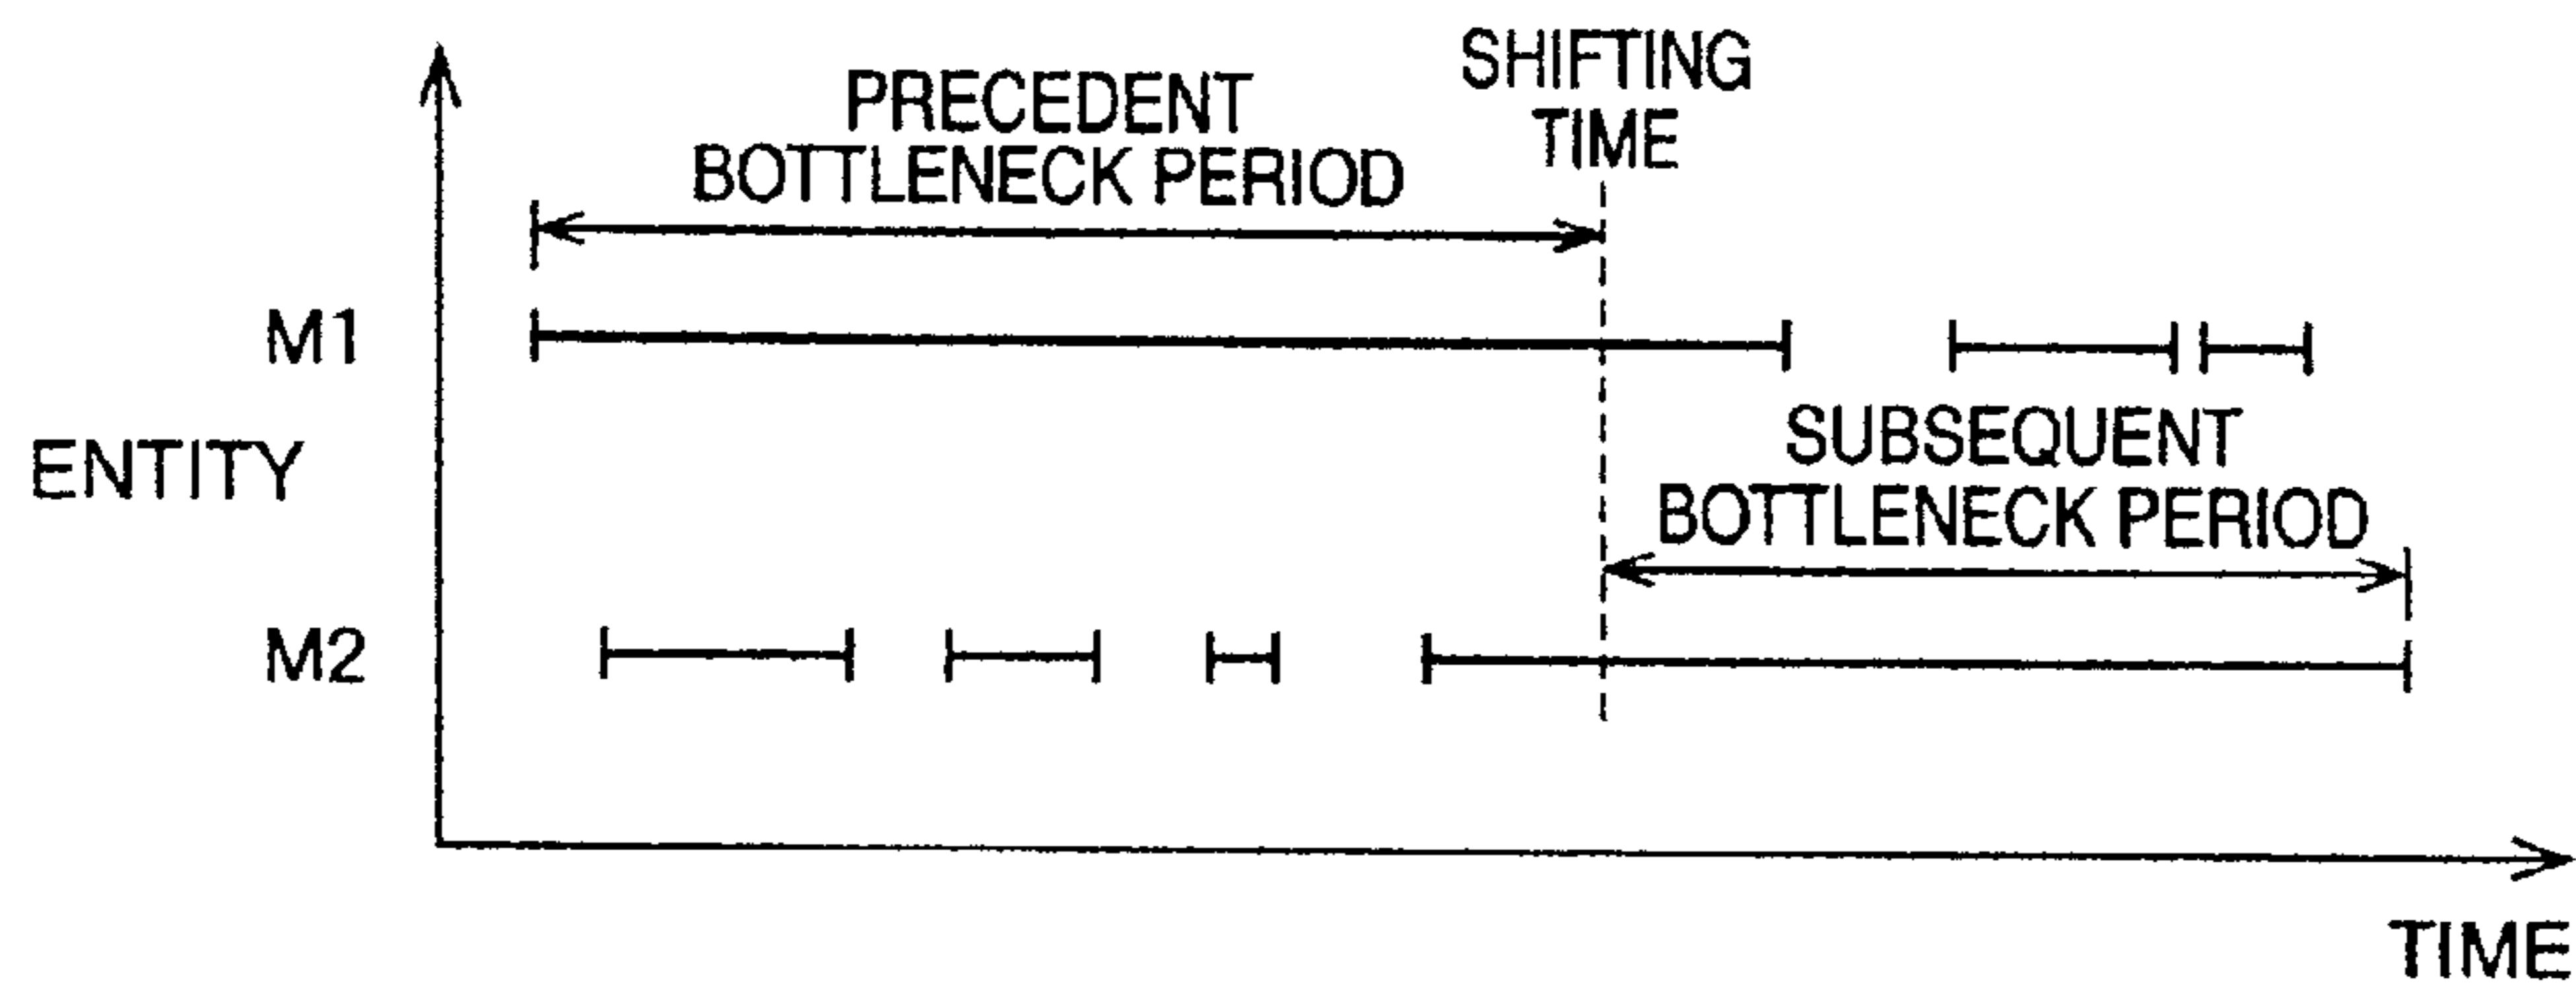 SHIFTING
TIME
PRECEDENT
BOTTLENECK PERIOD
M1
SUBSEQUENT
BOTTLENECK PERIOD
ENTITY
M2
TIME